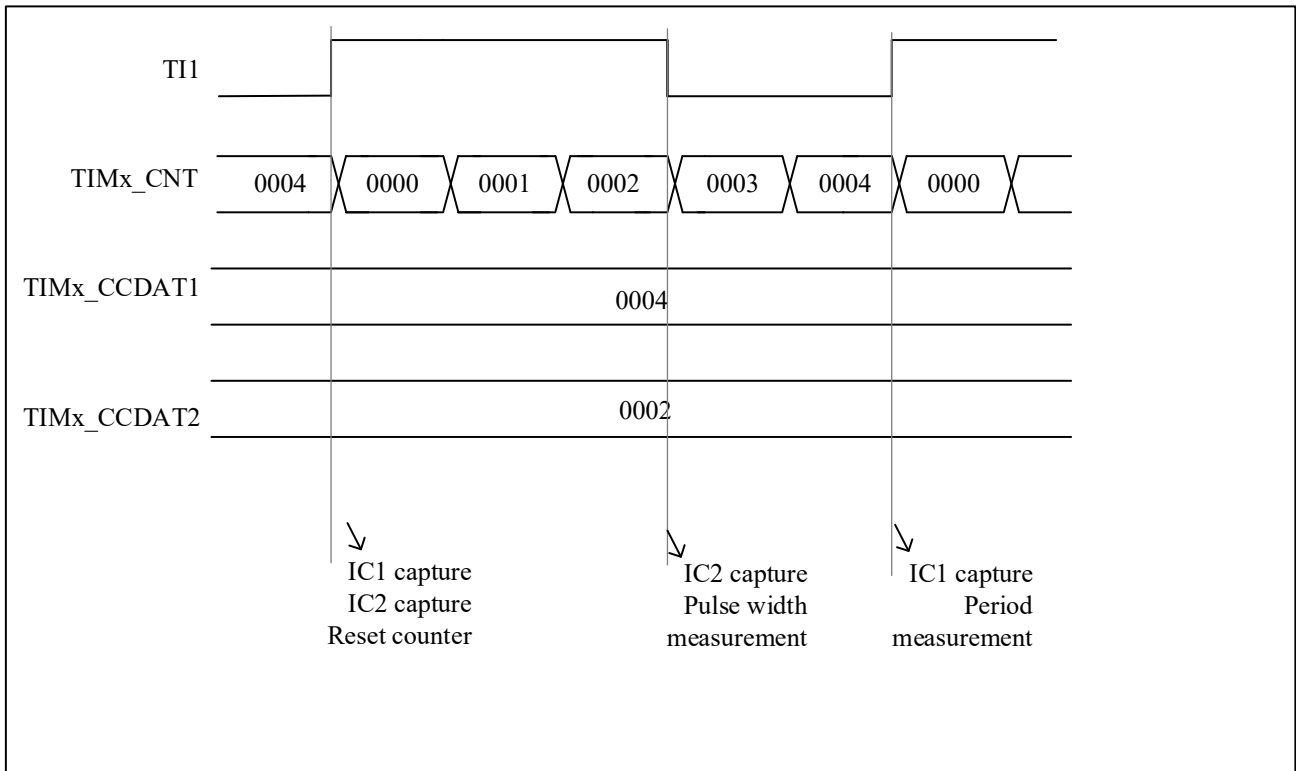 TI1
TIMx_CNT
0004
0000
0001
0002
0003
0004
0000
TIMx_CCDAT1
0004
TIMx_CCDAT2
0002
IC1 capture
IC2 capture
Reset counter
IC2 capture
Pulse width
measurement
IC1 capture
Period
measurement